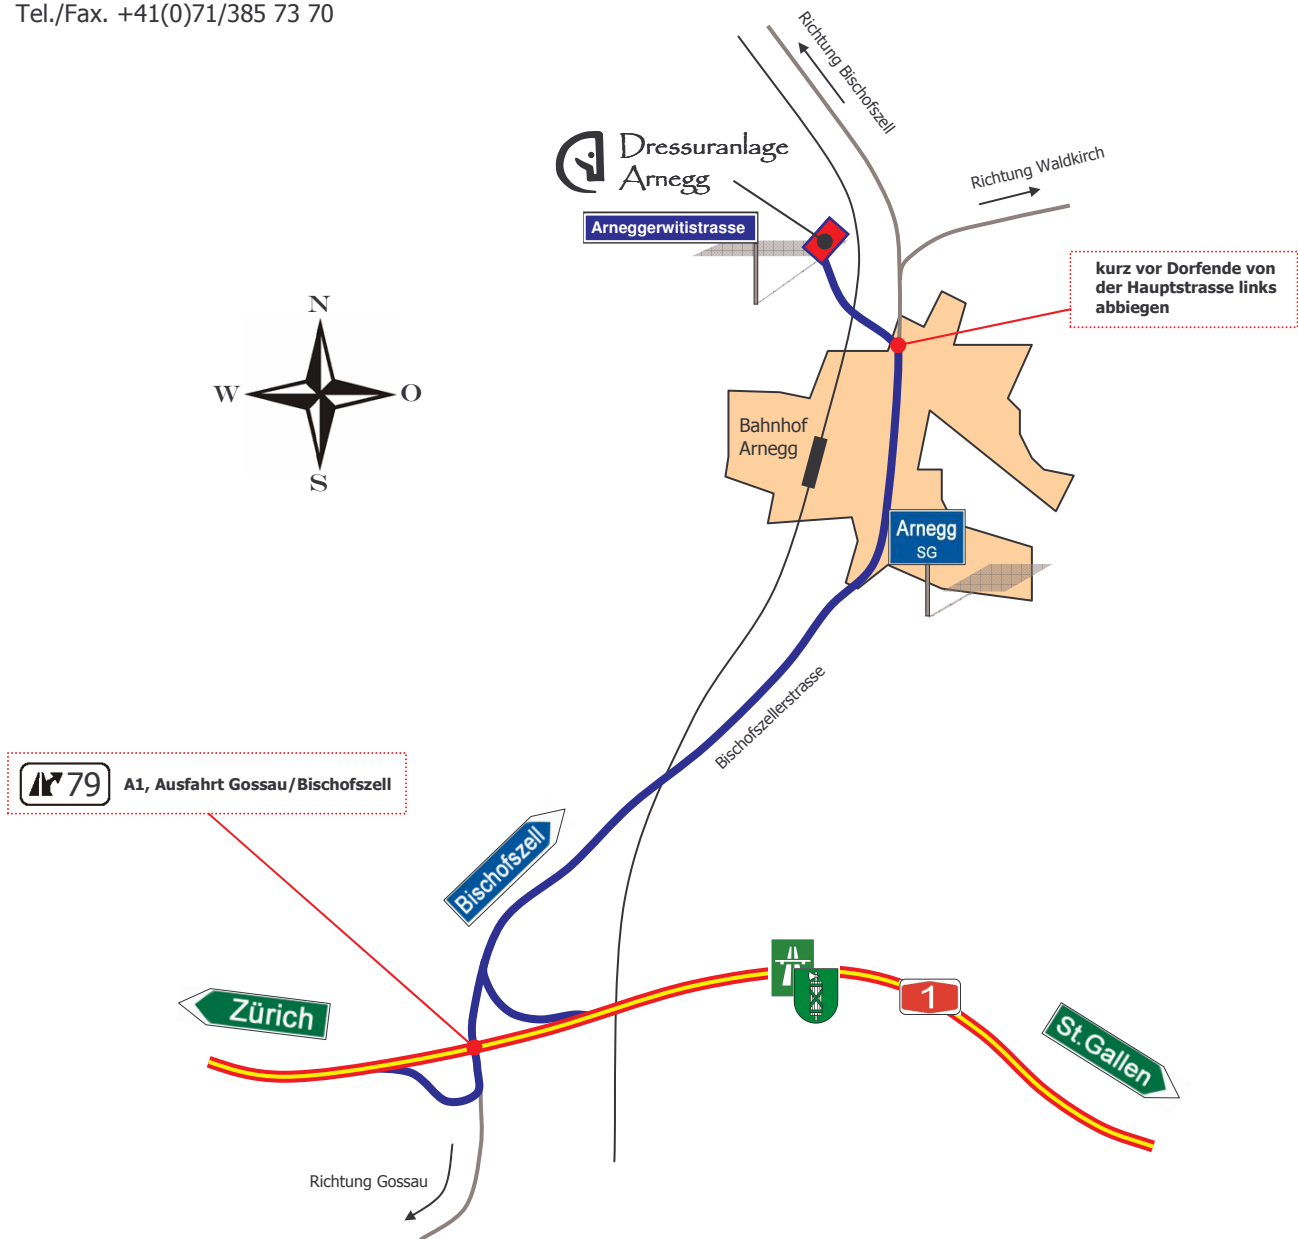 Tel./Fax. +41(0)71/385 73 70
Richtung Bischofszell
Dressuranlage
Arnegg
Richtung Waldkirch
Arneggerwitistrasse
kurz vor Dorfende von
der Hauptstrasse links
abbiegen
N
W
O
S
Bahnhof
Arnegg
Arnegg
SG
Bischofszellerstrasse
79
A1, Ausfahrt Gossau/Bischofszell
Bischofszell
Zürich
1
St.Gallen
Richtung Gossau